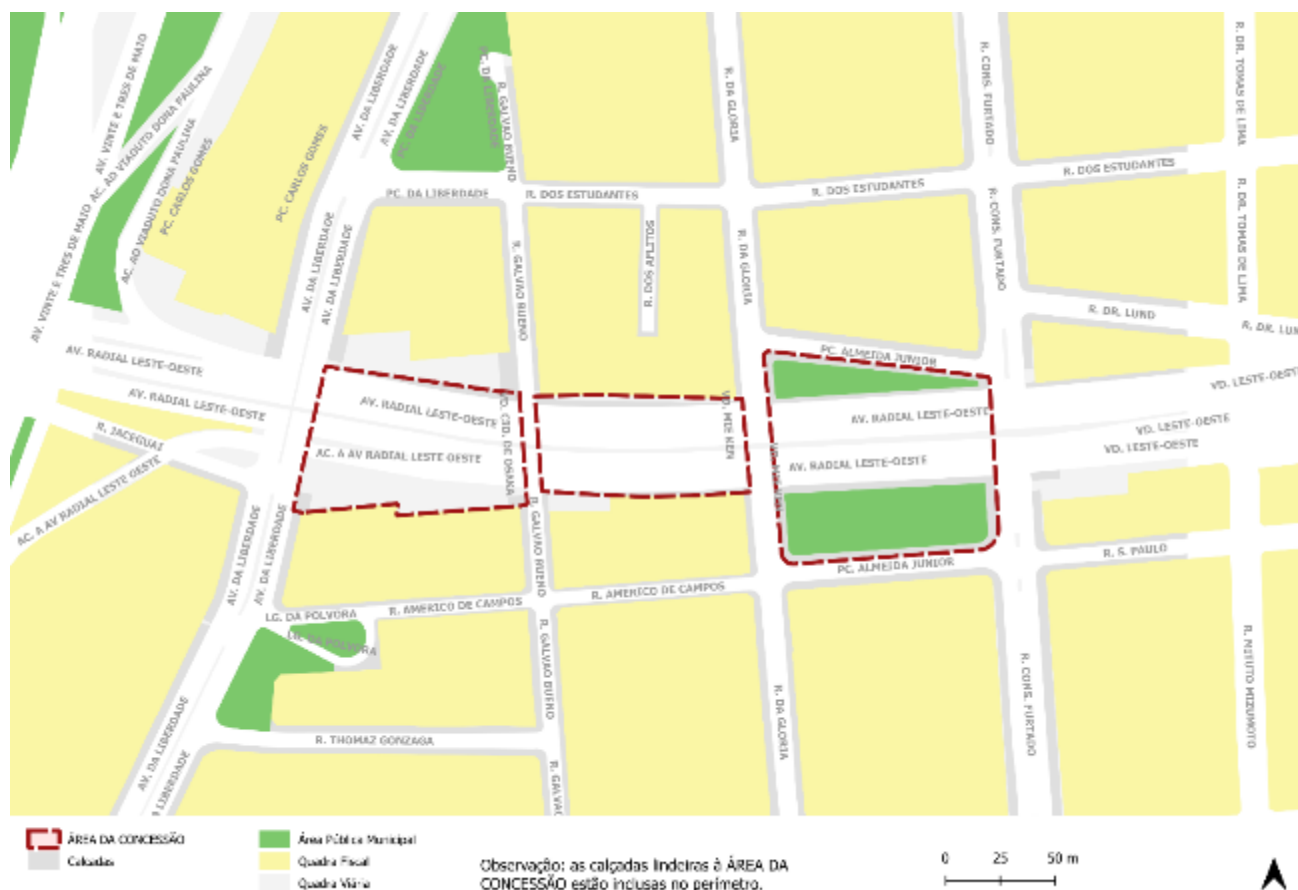 AV. VINTE E TRES DE MAIO
AC. AO VIADUTO DONA PAULINA
AV. VINTE E TRES DE MAIO
AC. AO VIADUTO DONA PAULINA
PC. CARLOS GOMES
PC. CARLOS GOMES
AV. DA LIBERDADE
AV. DA LIBERDADE
PC. DA LIBERDADE
PC. DA LIBERDADE
R. GALVAO BUENO
R. DA GLORIA
R. CONS. FURTADO
R. DR. TOMAS DE LIMA
PC. DA LIBERDADE
R. DOS ESTUDANTES
R. DOS ESTUDANTES
R. DOS ESTUDANTES
AV. DA LIBERDADE
AV. DA LIBERDADE
R. GALVAO BUENO
R. DOS AFLITOS
R. DA GLORIA
R. CONS. FURTADO
R. DR. TOMAS DE LIMA
R. DR. LUND
R. DR. LUN
AV. RADIAL LESTE-OESTE
AV. RADIAL LESTE-OESTE
AV. RADIAL LESTE-OESTE
AC. A AV RADIAL LESTE-OESTE
VD. CID. DE OSAKA
VD. MIE KEN
PC. ALMEIDA JUNIOR
AV. RADIAL LESTE-OESTE
AV. RADIAL LESTE-OESTE
VD. LESTE-OESTE
VD. LESTE-OESTE
VD. LESTE-OESTE
R. JACEGUAI
AC. A AV RADIAL LESTE OESTE
AV. DA LIBERDADE
AV. DA LIBERDADE
R. GALVAO BUENO
PC. ALMEIDA JUNIOR
R. S. PAULO
LG. DA POLVORA
LG. DA POLVORA
R. AMERICO DE CAMPOS
R. AMERICO DE CAMPOS
R. GALVAO BUENO
R. DA GLORIA
R. CONS. FURTADO
R. MITUTO MIZUMOTO
AV. DA LIBERDADE
LIBERDADE
R. THOMAZ GONZAGA
R. GALVAO
ÁREA DA CONCESSÃO
Calçadas
Área Pública Municipal
Quadra Fiscal
Quadra Viária
Observação: as calçadas lindeiras à ÁREA DA
CONCESSÃO estão inclusas no perímetro.
0 25 50 m